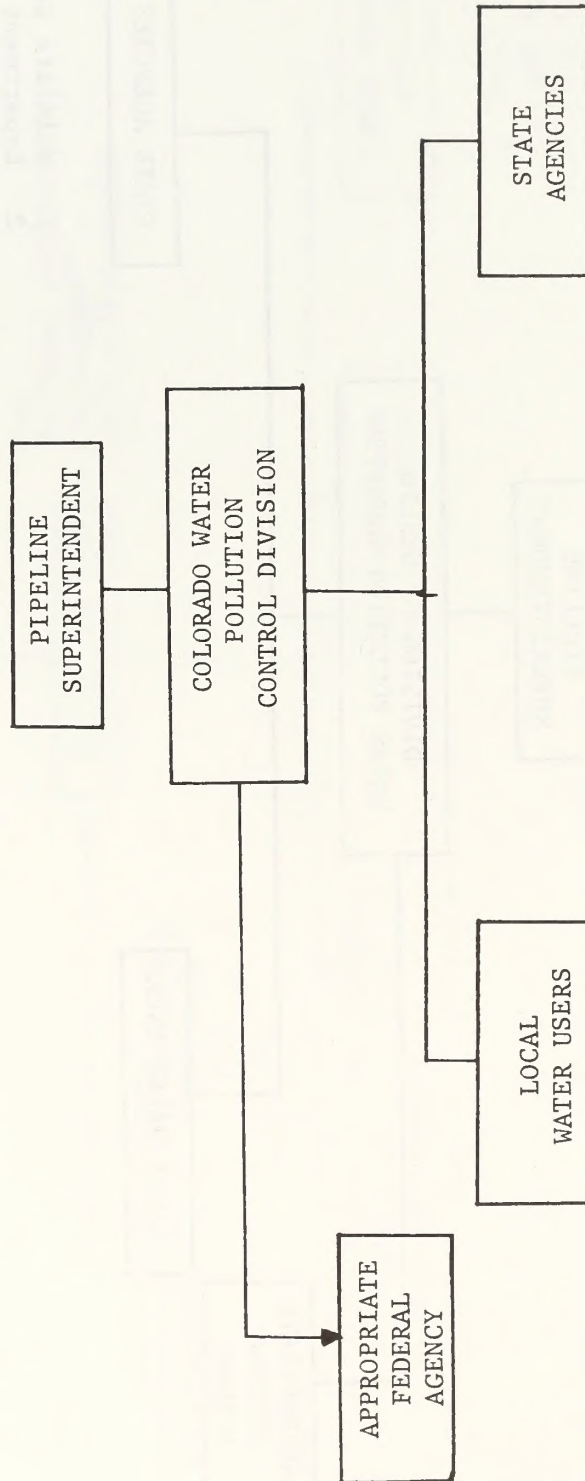 PIPELINE
SUPERINTENDENT
COLORADO WATER
POLLUTION
CONTROL DIVISION
APPROPRIATE
FEDERAL
AGENCY
LOCAL
WATER USERS
STATE
AGENCIES